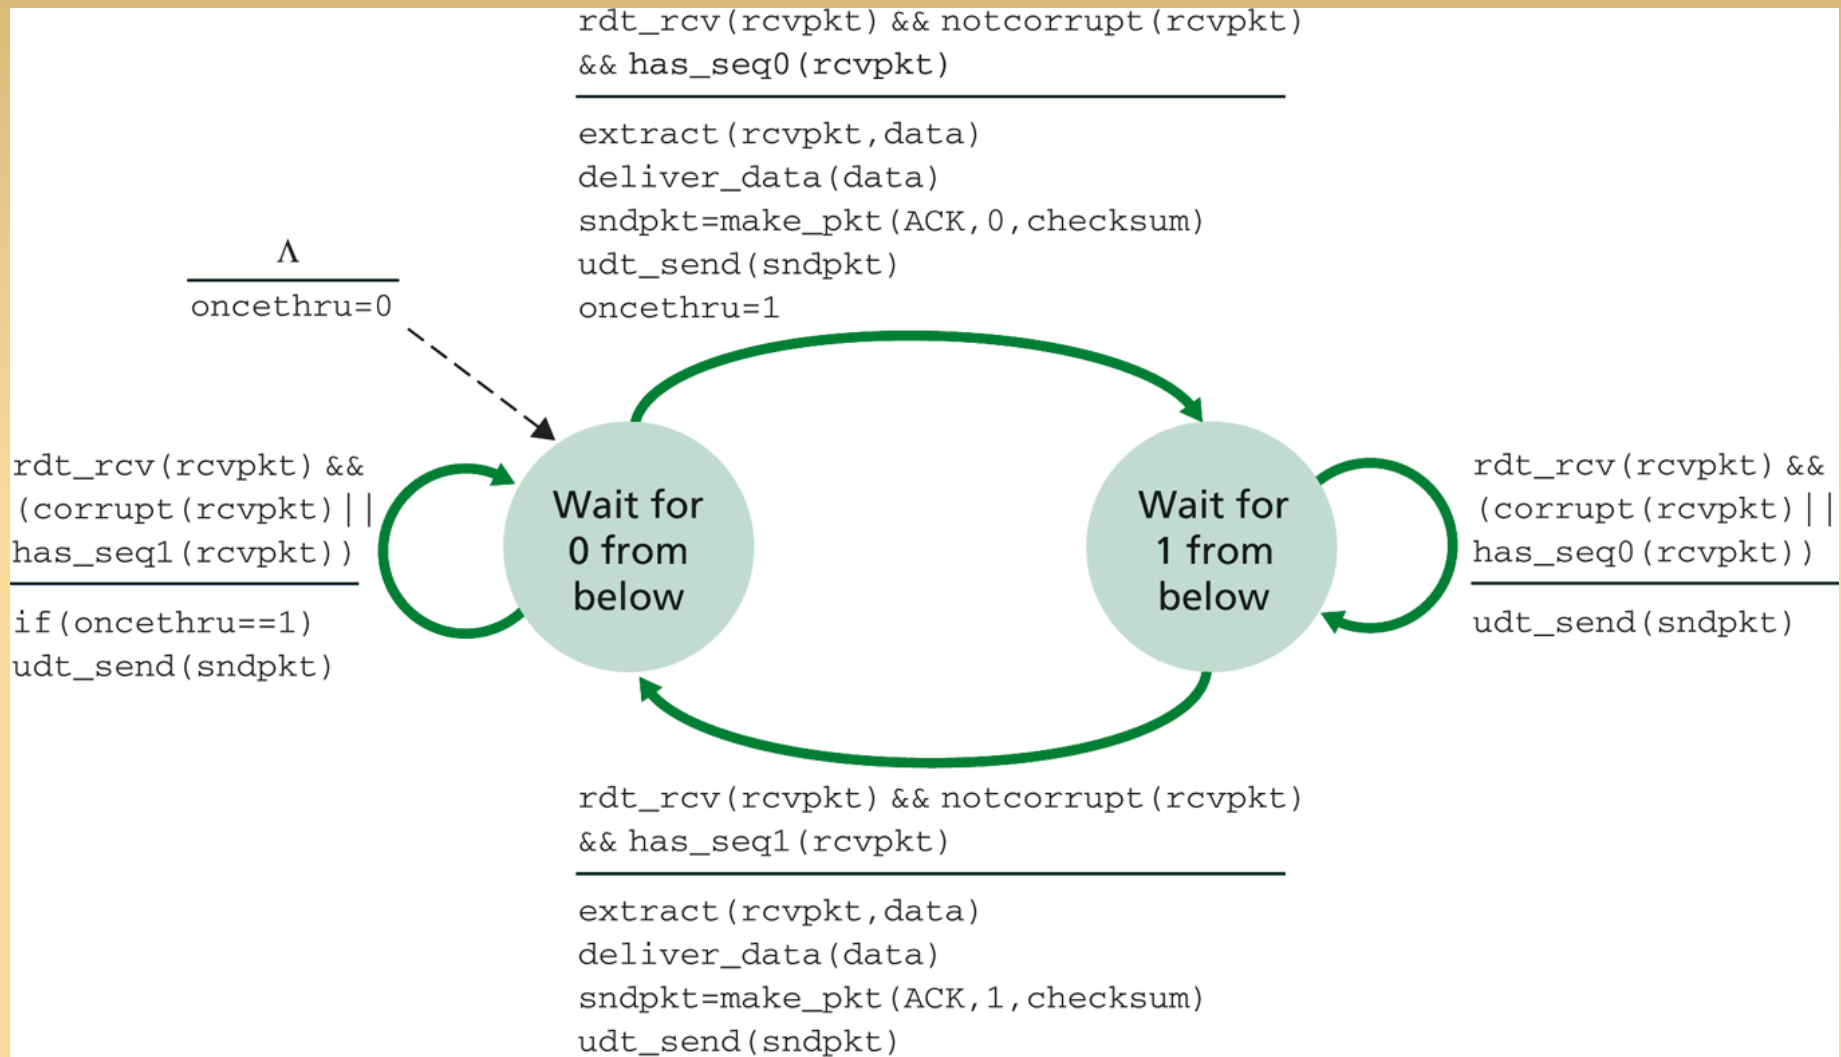 rdt_rcv(rcvpkt) && notcorrupt(rcvpkt)
&& has_seq0(rcvpkt)
extract(rcvpkt,data)
deliver_data(data)
sndpkt=make_pkt(ACK,0,checksum)
udt_send(sndpkt)
oncethru=1
Λ
oncethru=0
rdt_rcv(rcvpkt) &&
(corrupt(rcvpkt)||
has_seq1(rcvpkt))
if(oncethru==1)
udt_send(sndpkt)
Wait for
0 from
below
Wait for
1 from
below
rdt_rcv(rcvpkt) &&
(corrupt(rcvpkt)||
has_seq0(rcvpkt))
udt_send(sndpkt)
rdt_rcv(rcvpkt) && notcorrupt(rcvpkt)
&& has_seq1(rcvpkt)
extract(rcvpkt,data)
deliver_data(data)
sndpkt=make_pkt(ACK,1,checksum)
udt_send(sndpkt)